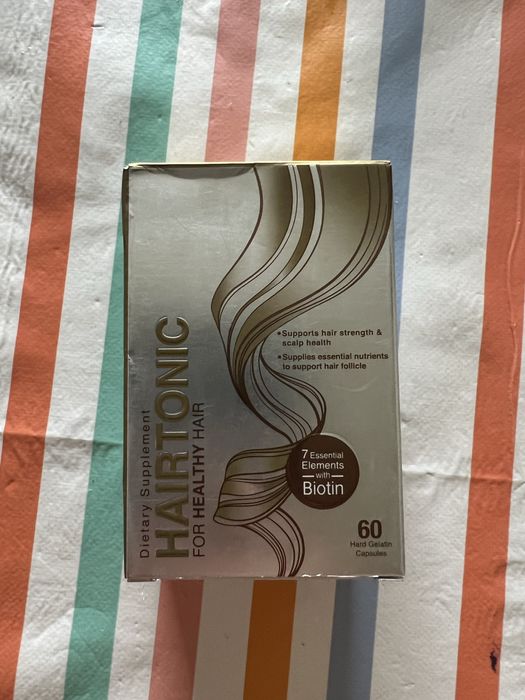 Dietary Supplement
HAIRTONIC
FOR HEALTHY HAIR
•Supports hair strength &
scalp health
•Supplies essential nutrients
to support hair follicle
7 Essential
Elements
with
Biotin
60
Hard Gelatin
Capsules